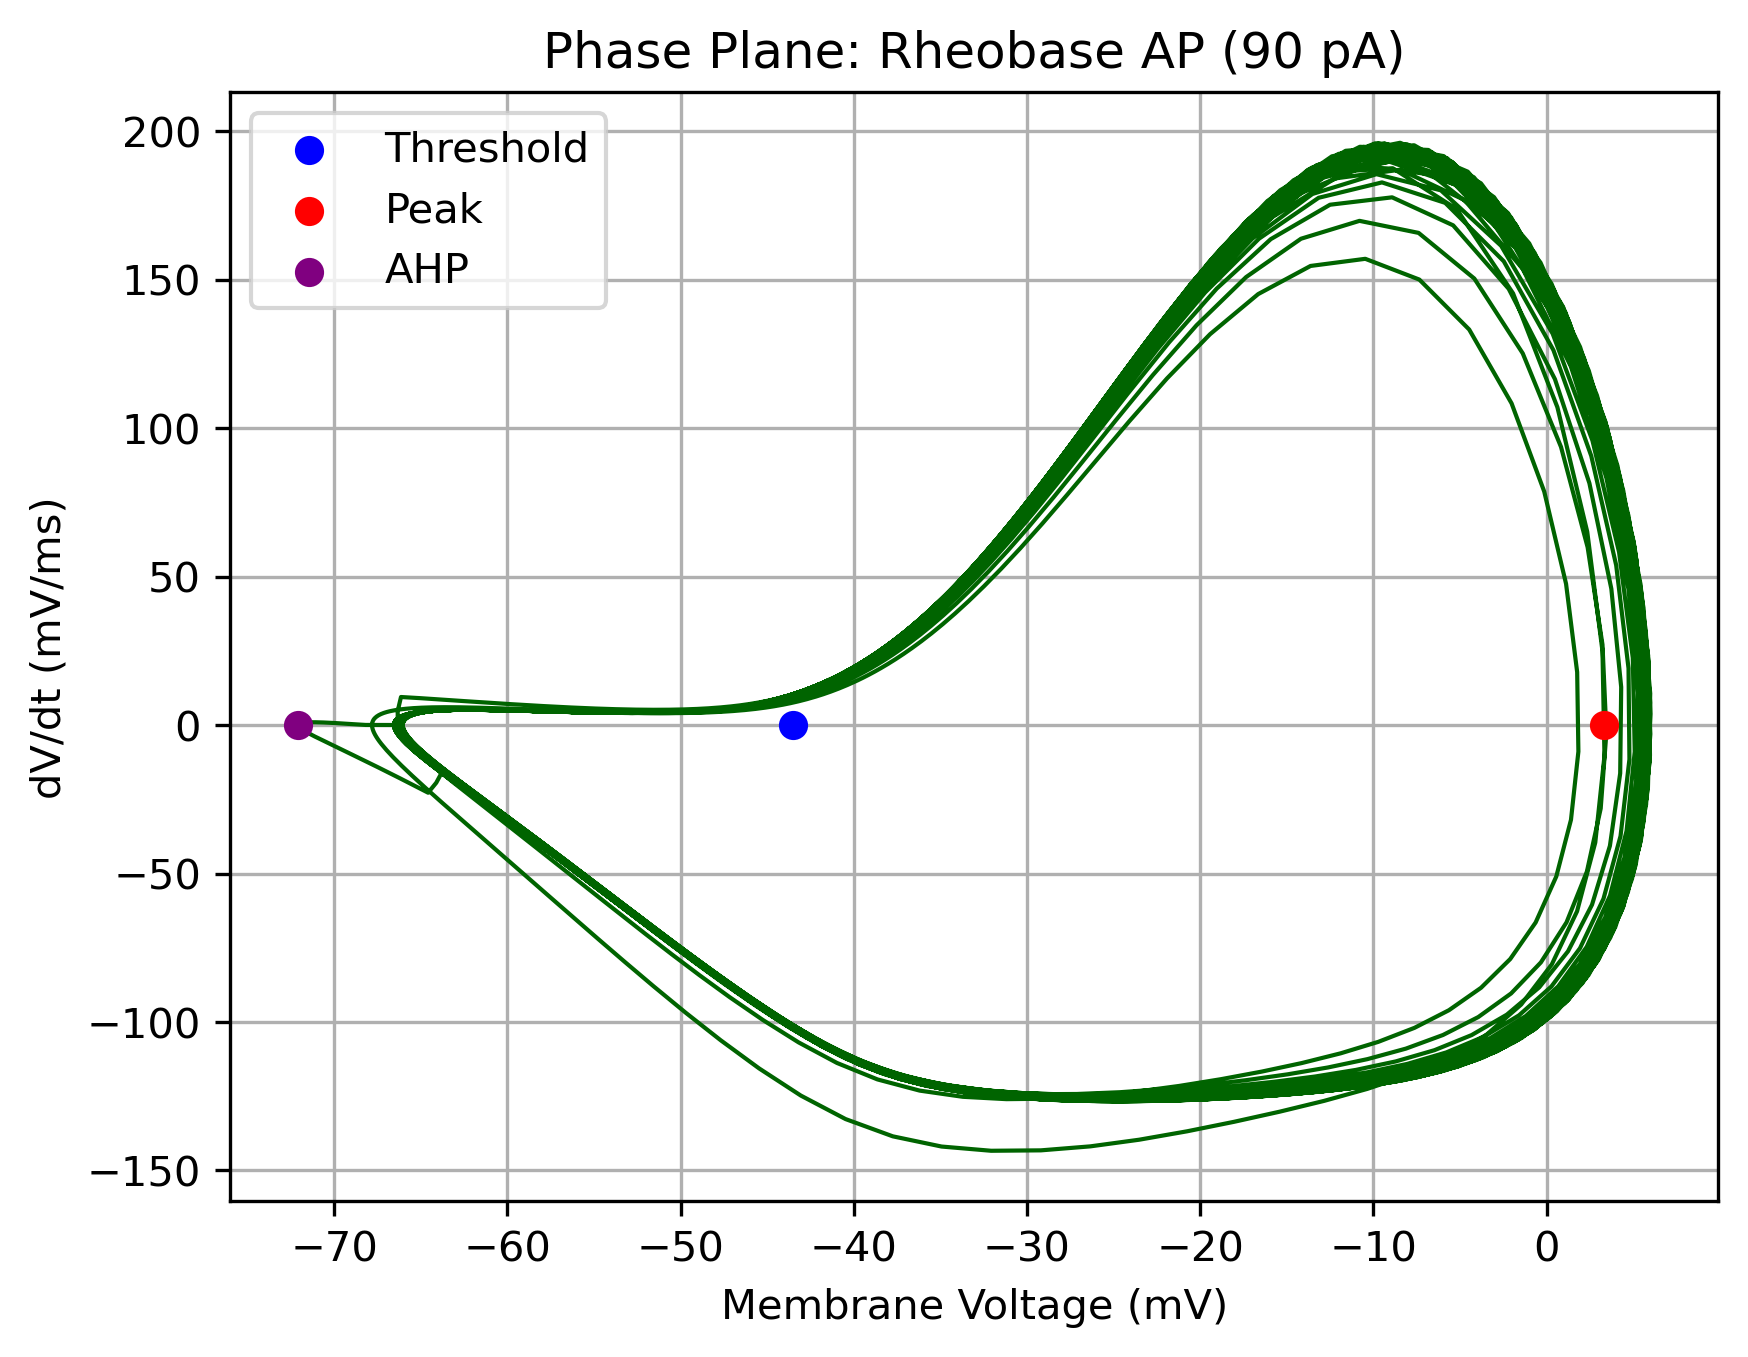 Phase Plane: Rheobase AP (90 pA)
Threshold
Peak
AHP
200
150
100
50
0
−50
−100
−150
dV/dt (mV/ms)
−70 −60 −50 −40 −30 −20 −10 0
Membrane Voltage (mV)